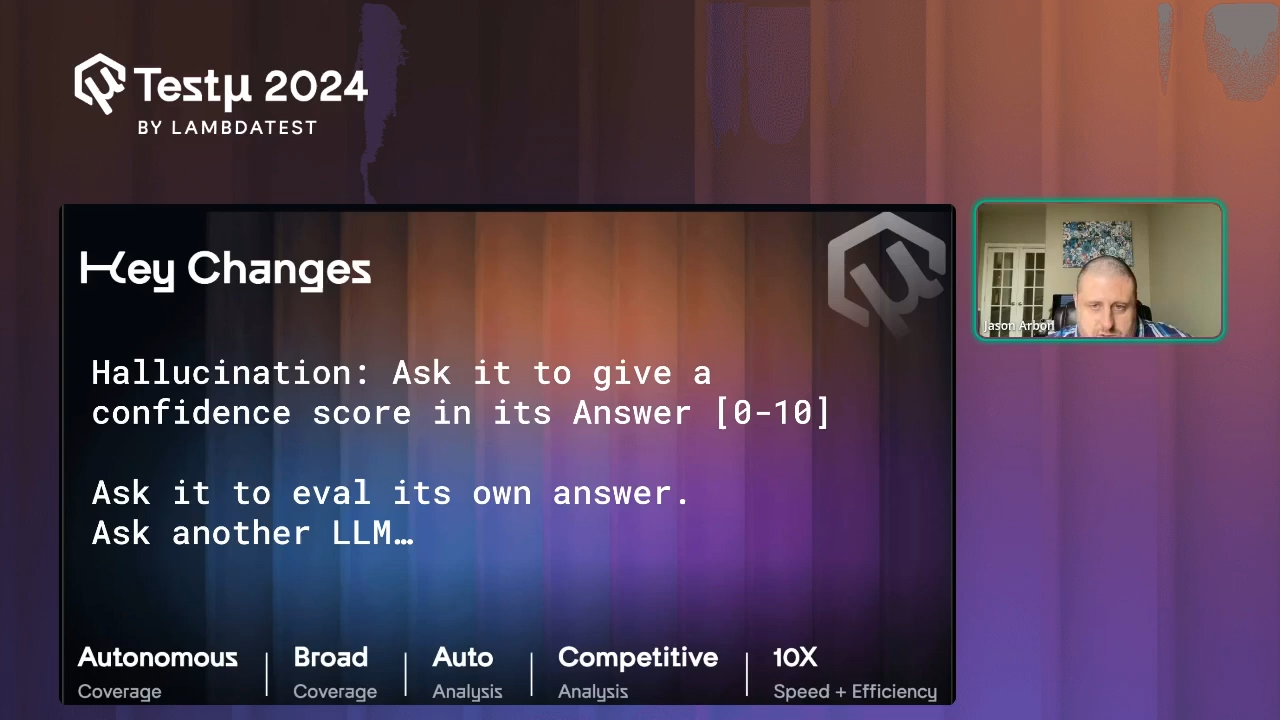 Testμ 2024
BY LAMBDATEST
Key Changes
Hallucination: Ask it to give a
confidence score in its Answer [0-10]
Ask it to eval its own answer.
Ask another LLM…
Autonomous
Coverage
Broad
Coverage
Auto
Analysis
Competitive
Analysis
10X
Speed + Efficiency
Jason Arbon